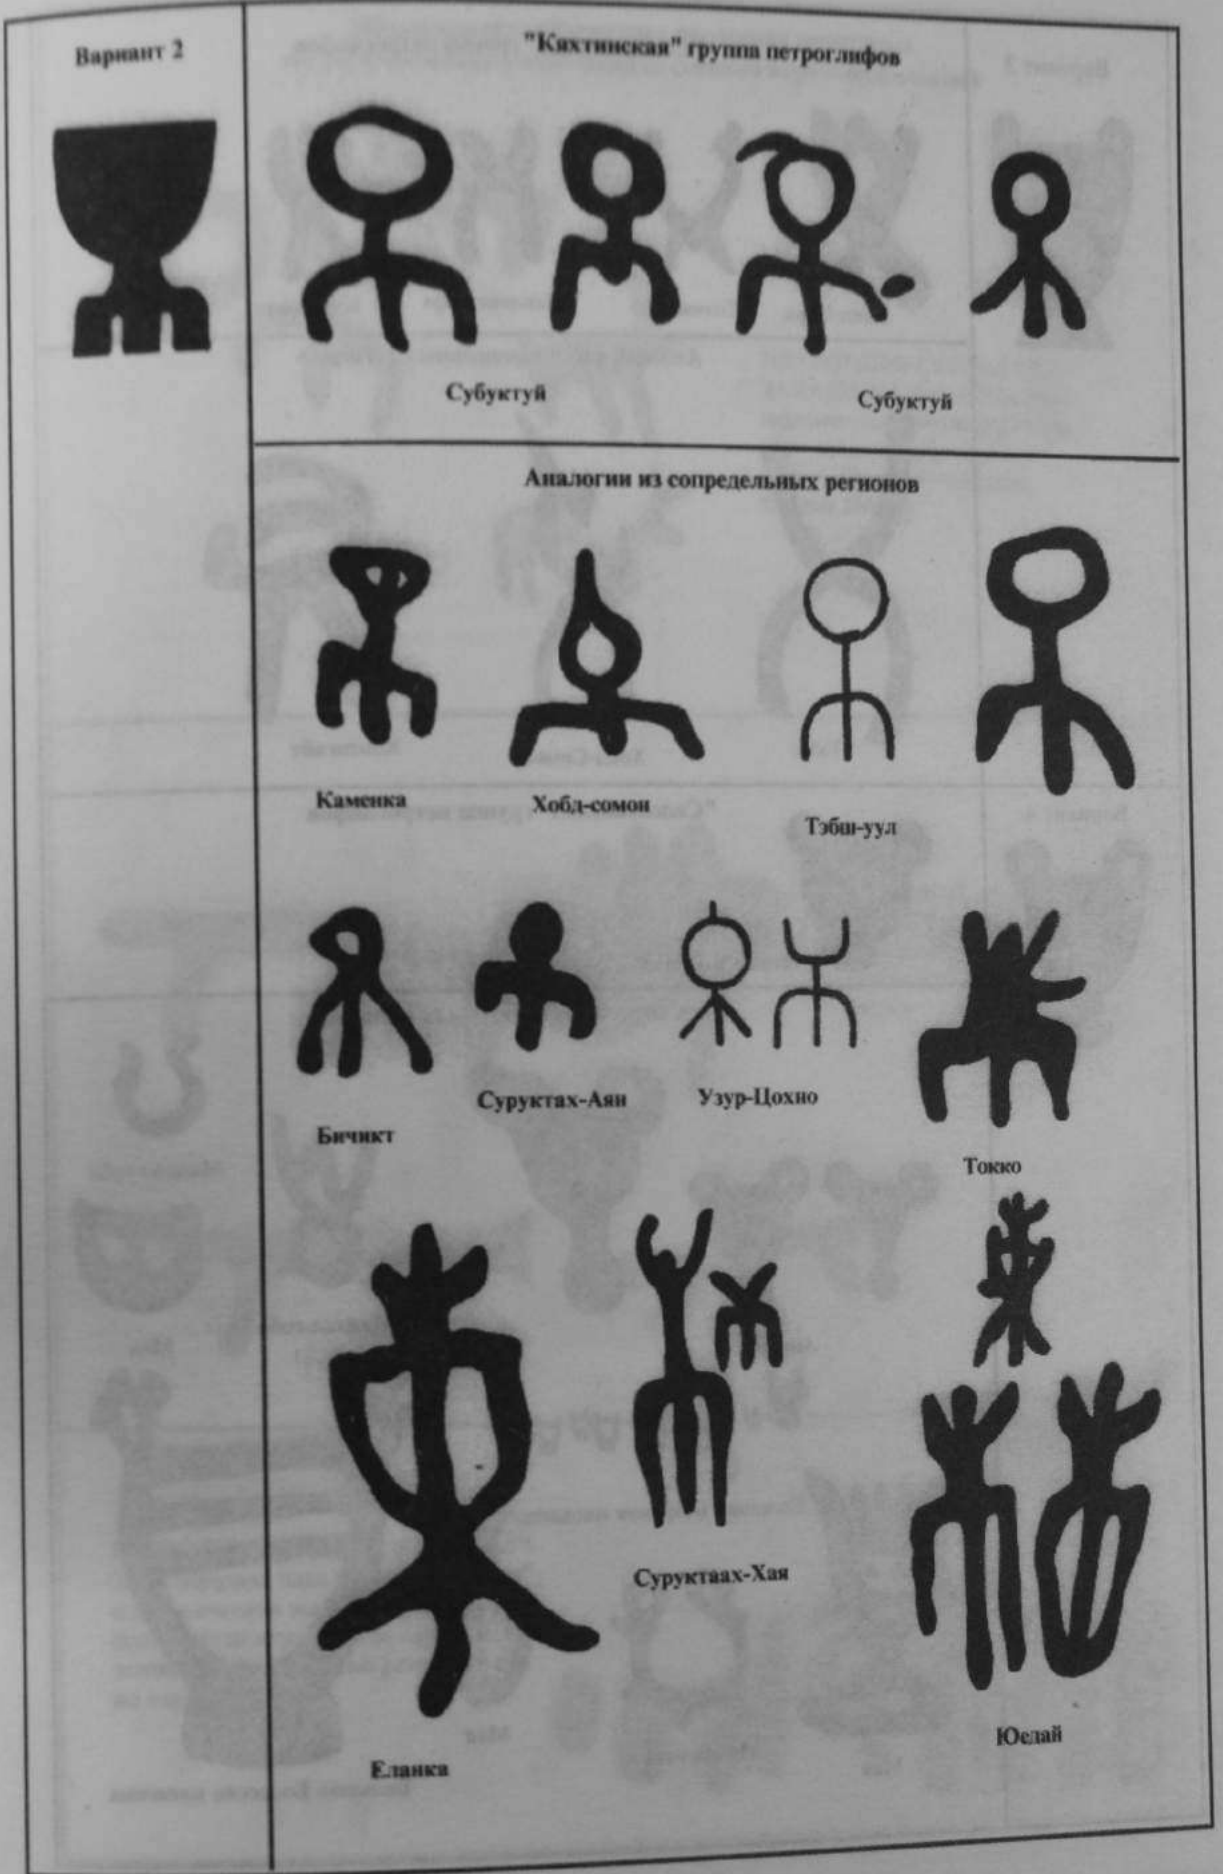 Вариант 2
"Кяхтинская" группа петроглифов
Субуктуй
Субуктуй
Аналогии из сопредельных регионов
Каменка
Хобд-сомон
Тэбш-уул
Бичикт
Суруктах-Аян
Узур-Цохно
Токко
Еланка
Суруктаах-Хая
Юедай